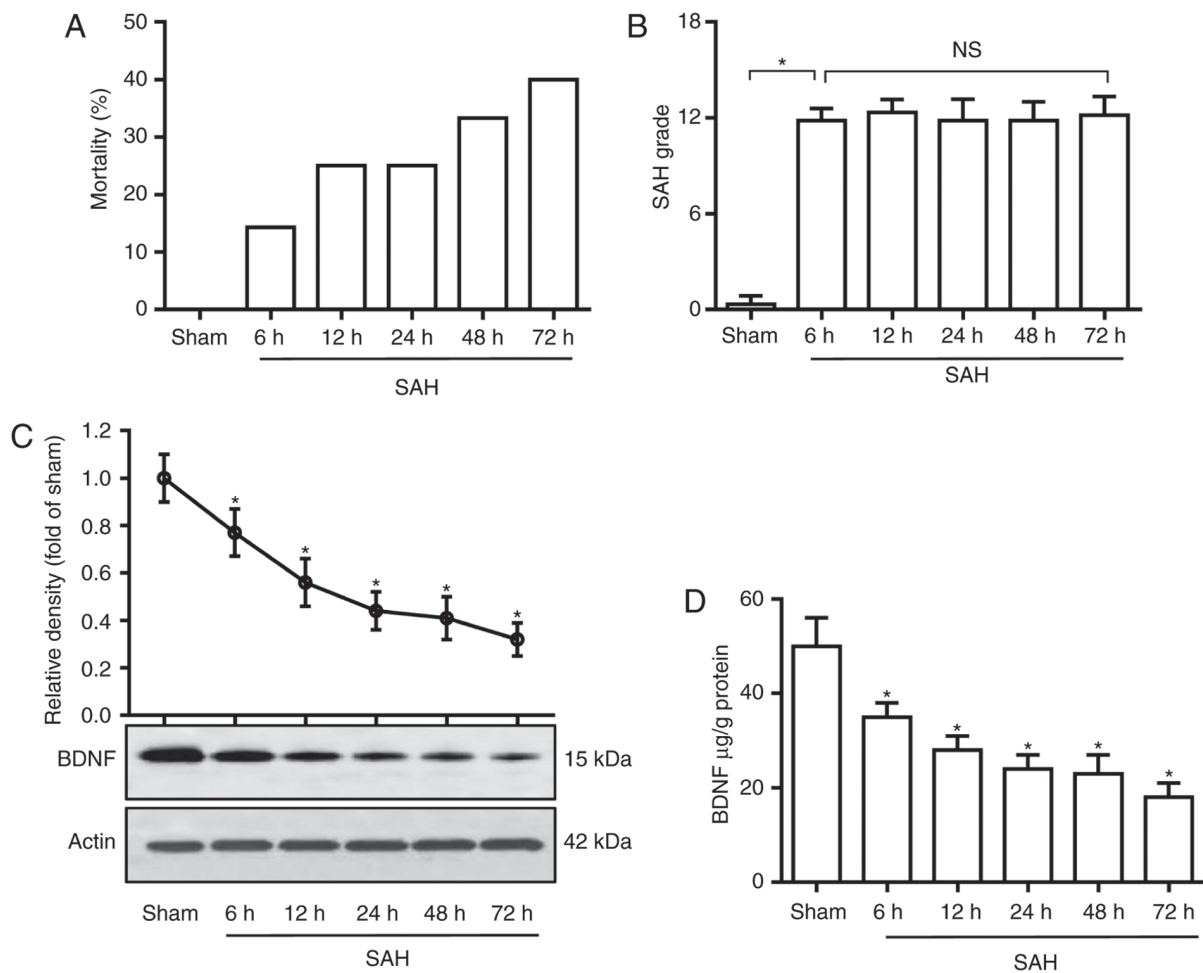 A
Mortality (%)
50
40
30
20
10
0
Sham 6 h 12 h 24 h 48 h 72 h
SAH
B
SAH grade
18
12
6
0
* NS
Sham 6 h 12 h 24 h 48 h 72 h
SAH
C
Relative density (fold of sham)
1.2
1.0
0.8
0.6
0.4
0.2
0.0
* * * * *
BDNF 15 kDa
Actin 42 kDa
Sham 6 h 12 h 24 h 48 h 72 h
SAH
D
BDNF μg/g protein
60
40
20
0
* * * * *
Sham 6 h 12 h 24 h 48 h 72 h
SAH